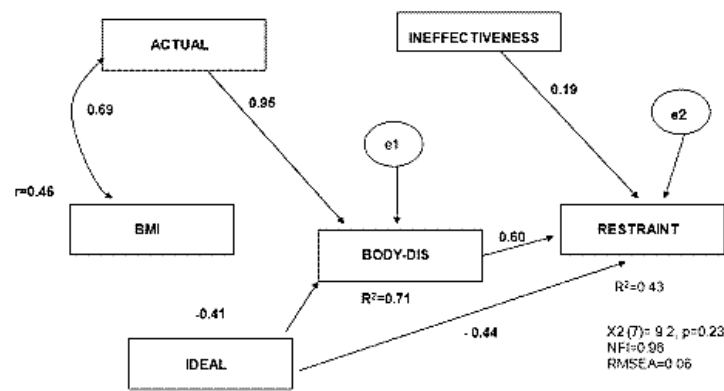 ACTUAL
INEFFECTIVENESS
0.69
0.95
0.19
e1
e2
r=0.46
BMI
BODY-DIS
0.60
RESTRAINT
R²=0.71
R²=0.43
-0.41
-0.44
IDEAL
X2 (7)= 9.2, p=0.23
NFI=0.96
RMSEA=0.06